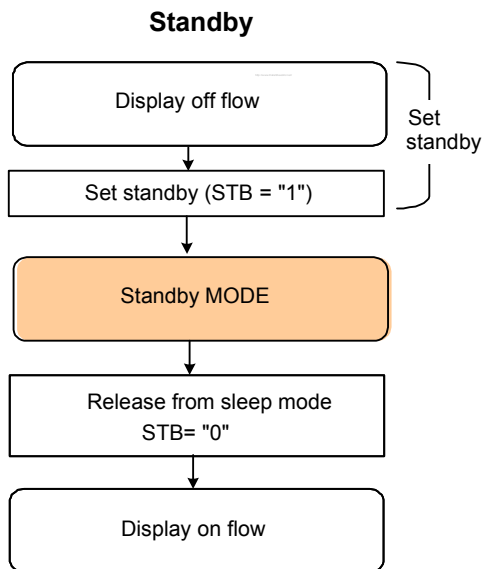 Standby
Display off flow
Set
standby
Set standby (STB = "1")
Standby MODE
Release from sleep mode
STB= "0"
Display on flow